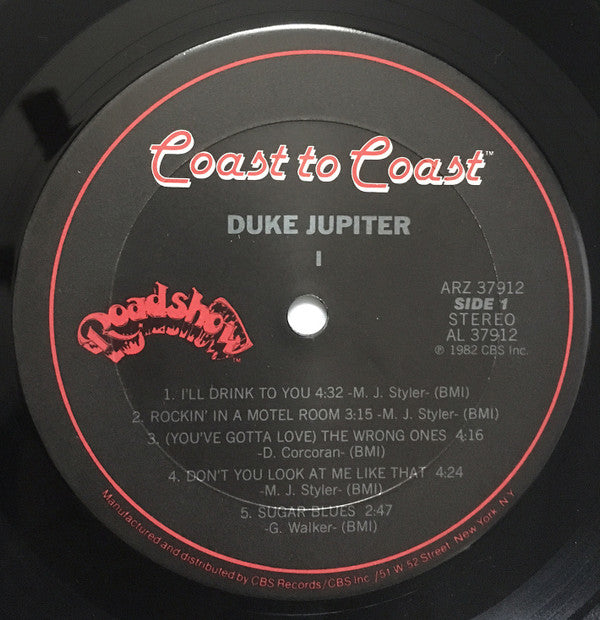 Coast to Coast™
DUKE JUPITER
I
Roadshow™
ARZ 37912
SIDE 1
STEREO
AL 37912
℗ 1982 CBS Inc.
1. I'LL DRINK TO YOU 4:32 -M. J. Styler- (BMI)
2. ROCKIN' IN A MOTEL ROOM 3:15 -M. J. Styler- (BMI)
3. (YOU'VE GOTTA LOVE) THE WRONG ONES 4:16
-D. Corcoran- (BMI)
4. DON'T YOU LOOK AT ME LIKE THAT 4:24
-M. J. Styler- (BMI)
5. SUGAR BLUES 2:47
-G. Walker- (BMI)
Manufactured and distributed by CBS Records/CBS Inc./51 W 52 Street, New York, N.Y.